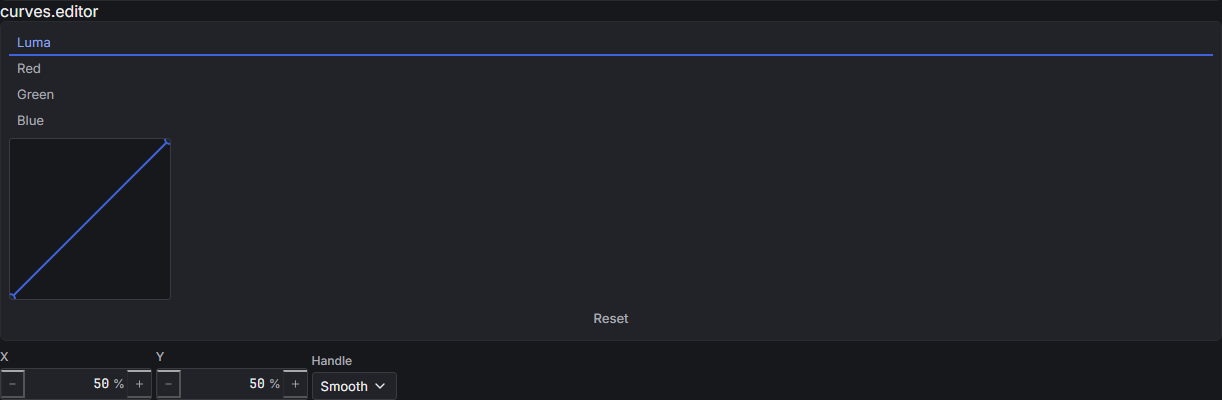 curves.editor
Luma
Red
Green
Blue
Reset
X Y Handle
− 50 % + − 50 % + Smooth